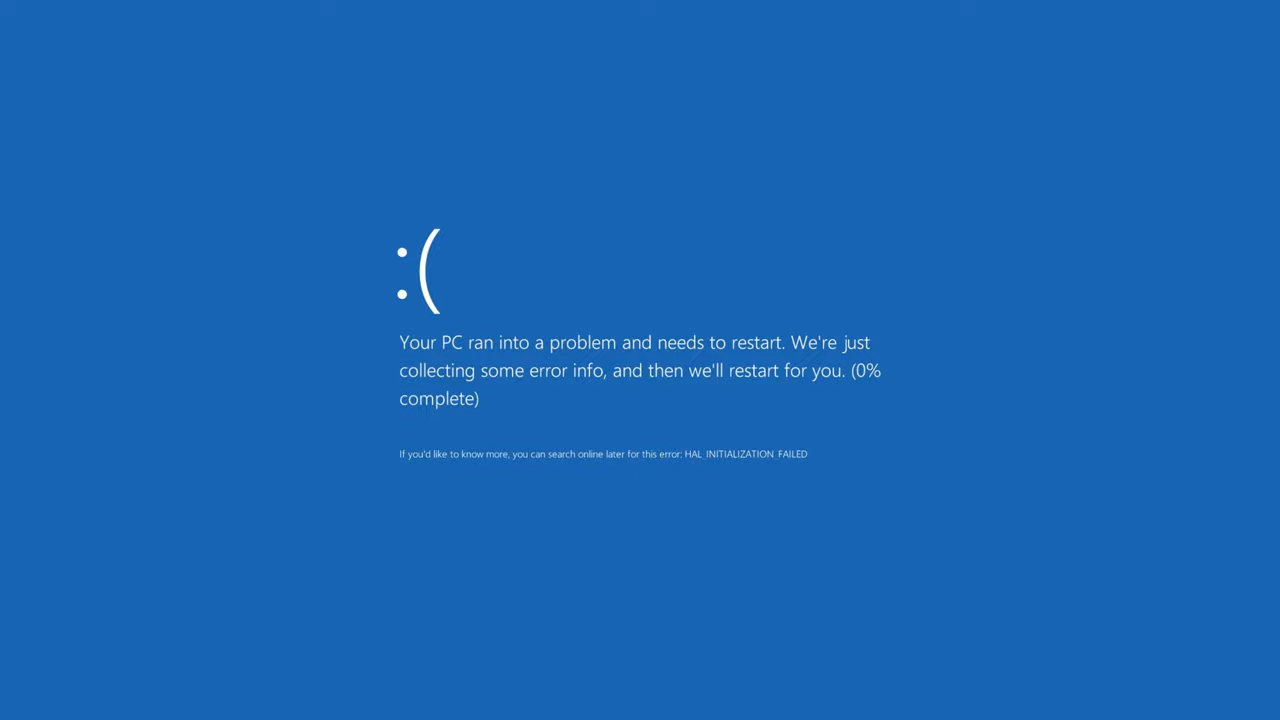 :(
Your PC ran into a problem and needs to restart. We're just
collecting some error info, and then we'll restart for you. (0%
complete)
If you'd like to know more, you can search online later for this error: HAL_INITIALIZATION_FAILED